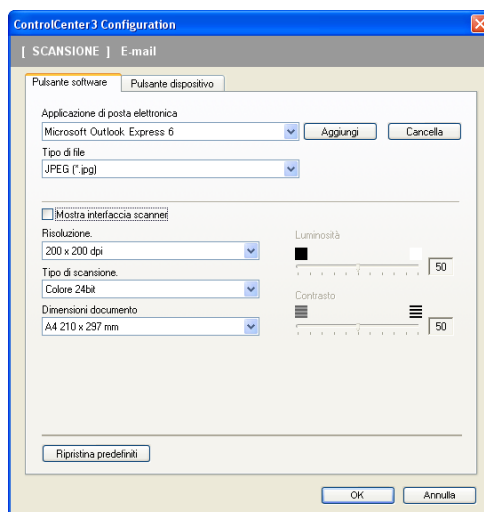 ControlCenter3 Configuration
[ SCANSIONE ] E-mail
Pulsante software Pulsante dispositivo
Applicazione di posta elettronica
Microsoft Outlook Express 6 Aggiungi Cancella
Tipo di file
JPEG (*.jpg)
Mostra interfaccia scanner
Risoluzione. Luminosità
200 x 200 dpi 50
Tipo di scansione.
Colore 24bit
Dimensioni documento Contrasto
A4 210 x 297 mm 50
Ripristina predefiniti
OK Annulla